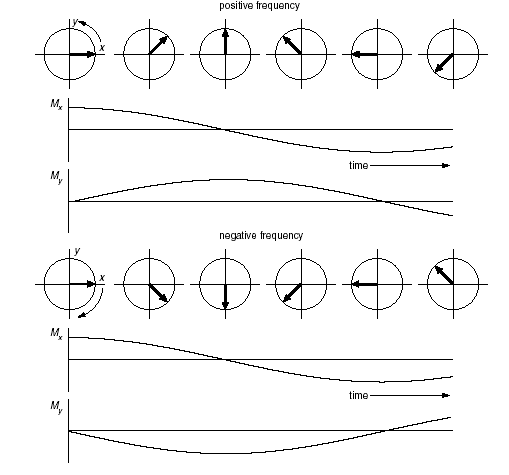 positive frequency
y
x
Mx
time
My
negative frequency
y
x
Mx
time
My